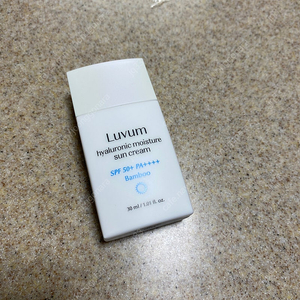 Luvum
hyaluronic moisture
sun cream
SPF 50+ PA++++
Bamboo
30 ml / 1.01 fl. oz.